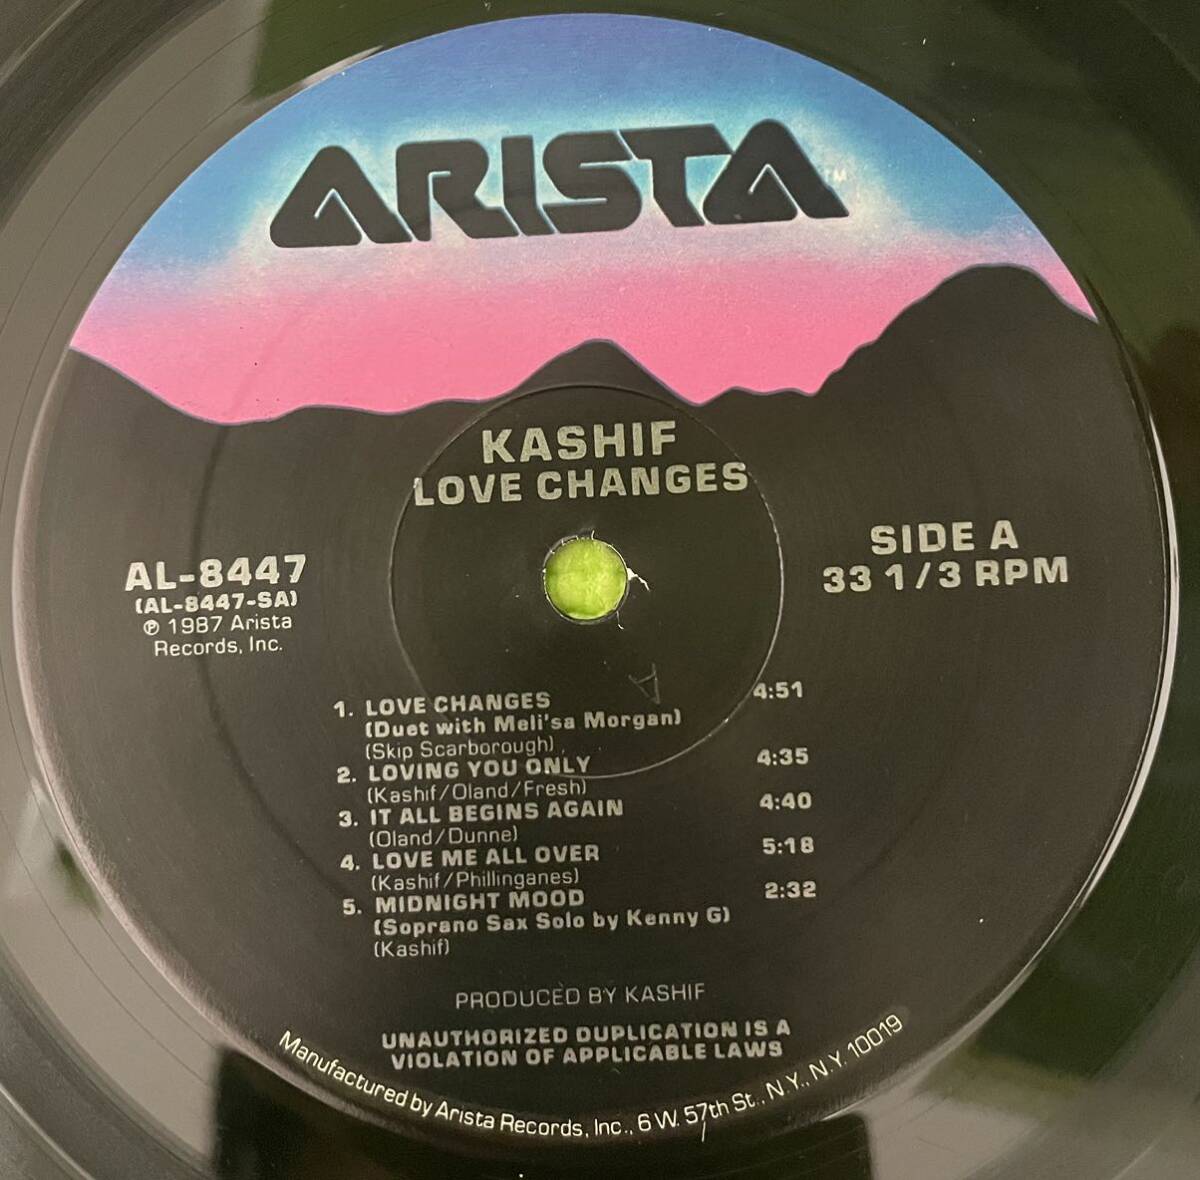 ARISTA™
KASHIF
LOVE CHANGES
AL-8447
(AL-8447-SA)
℗ 1987 Arista
Records, Inc.
SIDE A
33 1/3 RPM
1. LOVE CHANGES 4:51
(Duet with Meli'sa Morgan)
(Skip Scarborough)
2. LOVING YOU ONLY 4:35
(Kashif/Oland/Fresh)
3. IT ALL BEGINS AGAIN 4:40
(Oland/Dunne)
4. LOVE ME ALL OVER 5:18
(Kashif/Phillinganes)
5. MIDNIGHT MOOD 2:32
(Soprano Sax Solo by Kenny G)
(Kashif)
PRODUCED BY KASHIF
UNAUTHORIZED DUPLICATION IS A
VIOLATION OF APPLICABLE LAWS
Manufactured by Arista Records, Inc., 6 W. 57th St., N.Y., N.Y. 10019
A